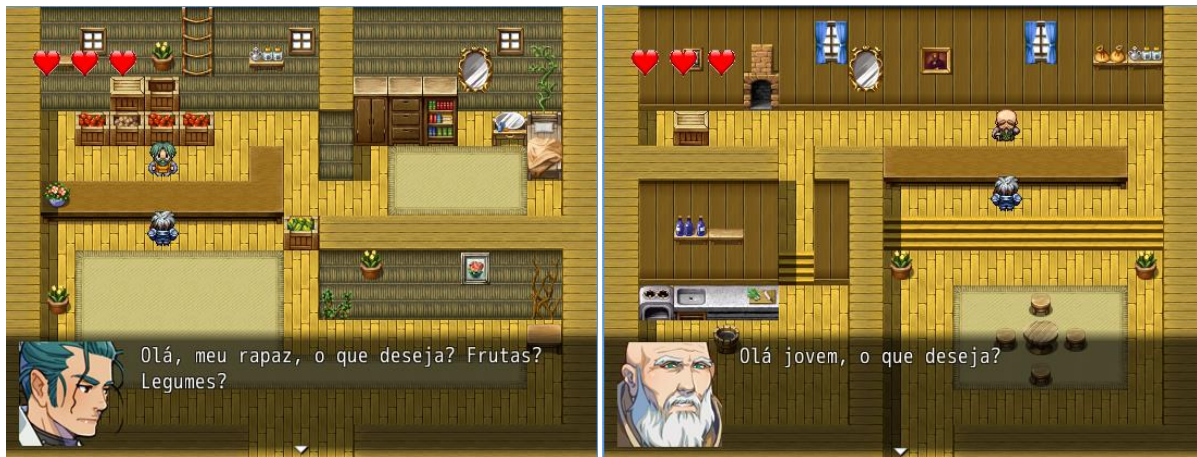 Olá, meu rapaz, o que deseja? Frutas?
Legumes?
Olá jovem, o que deseja?